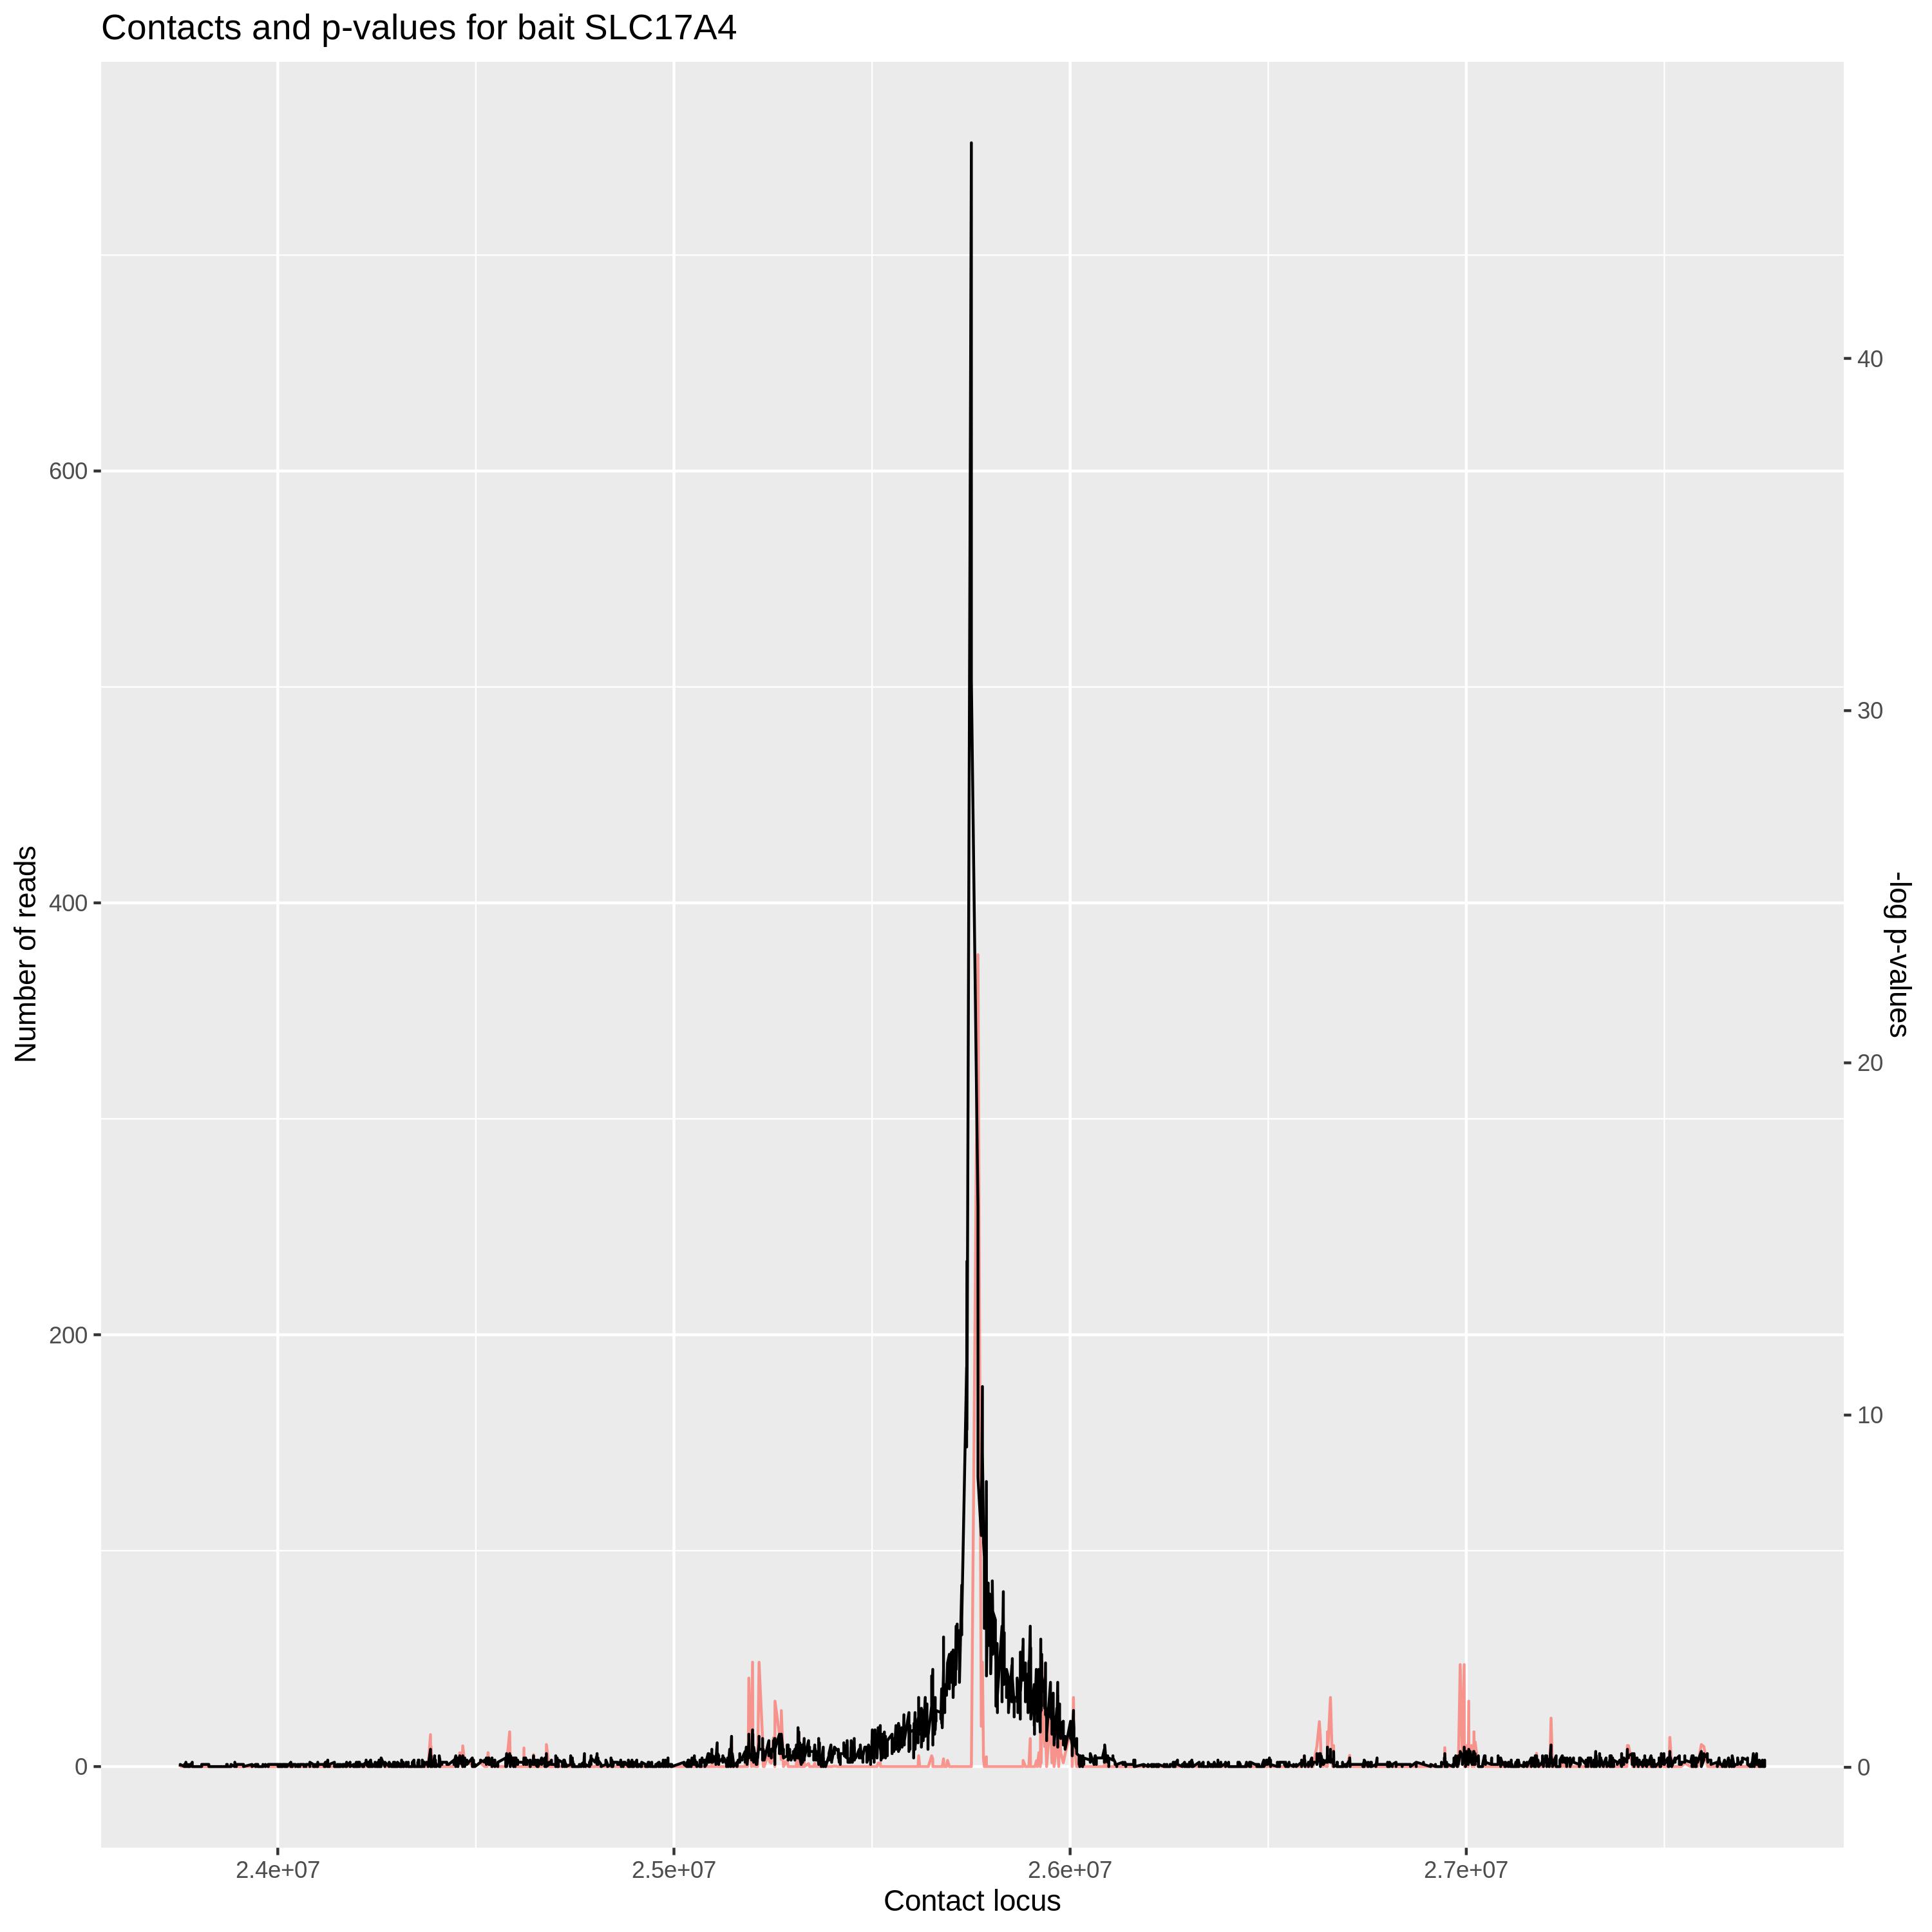 Contacts and p-values for bait SLC17A4
Number of reads
600
400
200
0
40
30
20
10
0
-log p-values
2.4e+07
2.5e+07
2.6e+07
2.7e+07
Contact locus